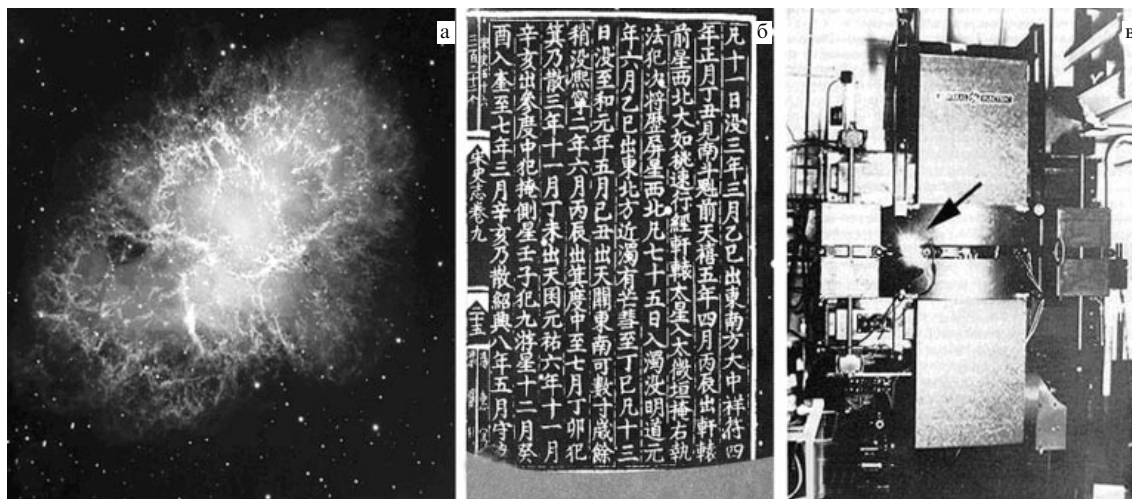 а
б
凡十一日没三年三月乙巳出東南方大中祥符四
年正月丁丑見南斗魁前天禧五年四月丙辰出軒轅
前星西北大如桃速行經軒轅太星入太微垣掩右執
法犯次將歷屏星西北凡七十五日入濁没明道元
年六月乙巳出東北方近濁有芒彗至丁巳凡十三
日没至和元年五月己丑出天關東南可數寸歲餘
稍没熙寧二年六月丙辰出箕度中至七月丁卯犯
箕乃散三年十一月丁未出天囷元祐六年十一月
辛亥出參度中犯掩側星壬子犯九游星十二月癸
酉入奎至七年三月辛亥乃散紹興八年五月守
宋史志卷九
二十五
в